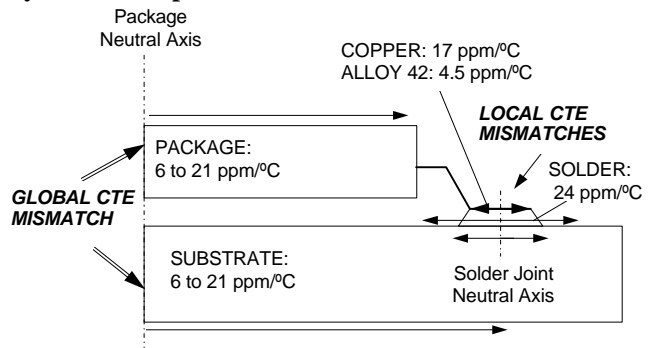 Package
Neutral Axis
COPPER: 17 ppm/ºC
ALLOY 42: 4.5 ppm/ºC
LOCAL CTE
MISMATCHES
PACKAGE:
6 to 21 ppm/ºC
SOLDER:
24 ppm/ºC
GLOBAL CTE
MISMATCH
SUBSTRATE:
6 to 21 ppm/ºC
Solder Joint
Neutral Axis